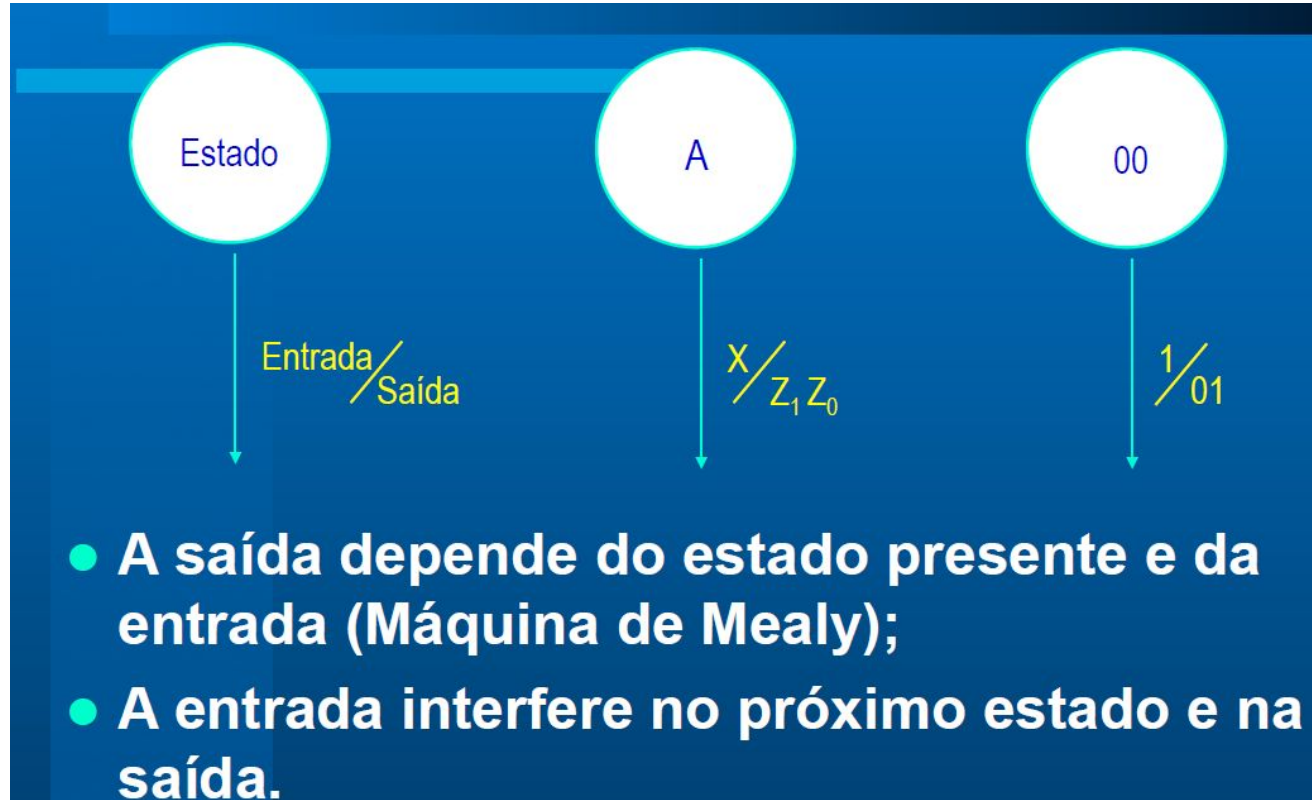 Estado
A
00
Entrada/Saída
X/Z₁ Z₀
1/01
A saída depende do estado presente e da
entrada (Máquina de Mealy);
A entrada interfere no próximo estado e na
saída.